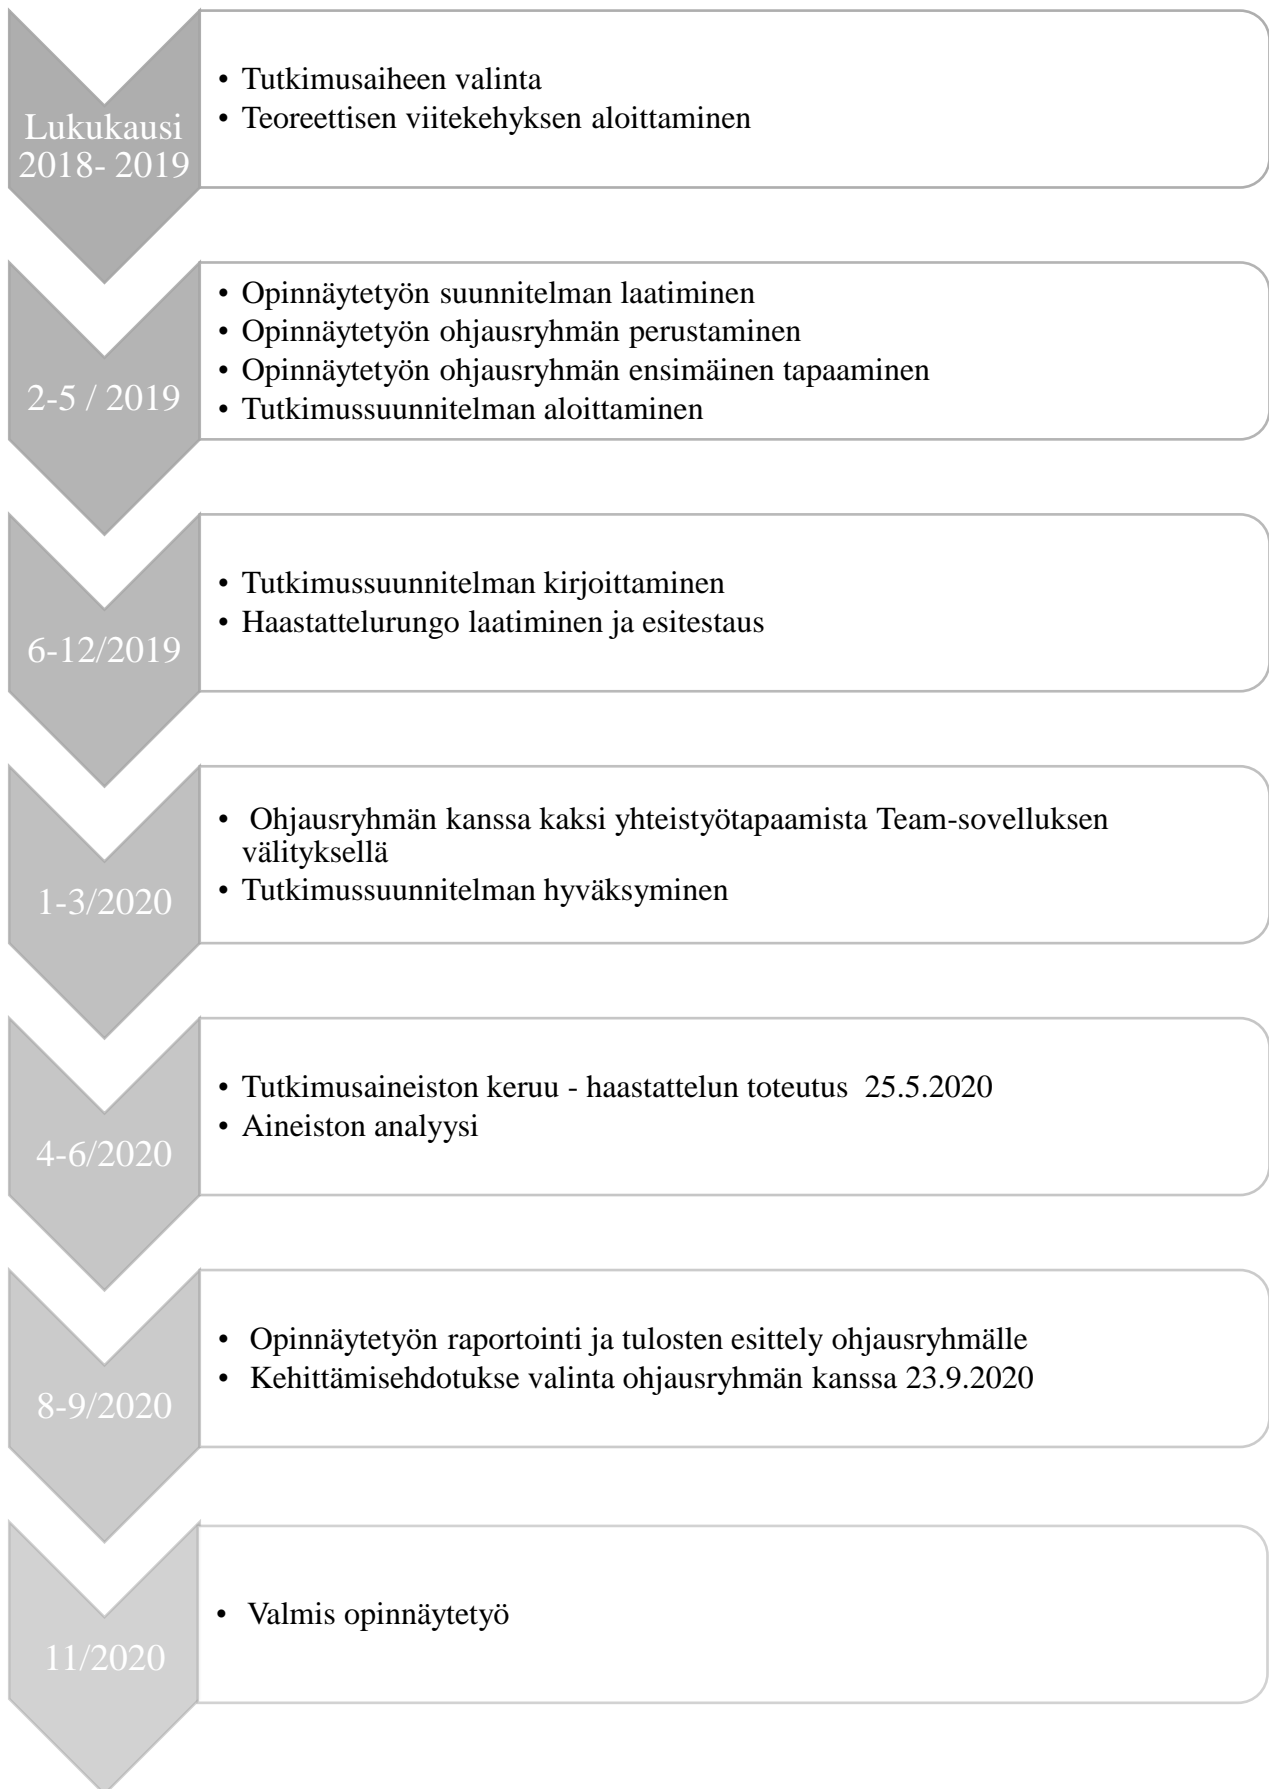 Lukukausi
2018- 2019
• Tutkimusaiheen valinta
• Teoreettisen viitekehyksen aloittaminen
2-5 / 2019
• Opinnäytetyön suunnitelman laatiminen
• Opinnäytetyön ohjausryhmän perustaminen
• Opinnäytetyön ohjausryhmän ensimäinen tapaaminen
• Tutkimussuunnitelman aloittaminen
6-12/2019
• Tutkimussuunnitelman kirjoittaminen
• Haastattelurungo laatiminen ja esitestaus
1-3/2020
• Ohjausryhmän kanssa kaksi yhteistyötapaamista Team-sovelluksen
välityksellä
• Tutkimussuunnitelman hyväksyminen
4-6/2020
• Tutkimusaineiston keruu - haastattelun toteutus 25.5.2020
• Aineiston analyysi
8-9/2020
• Opinnäytetyön raportointi ja tulosten esittely ohjausryhmälle
• Kehittämisehdotukse valinta ohjausryhmän kanssa 23.9.2020
11/2020
• Valmis opinnäytetyö